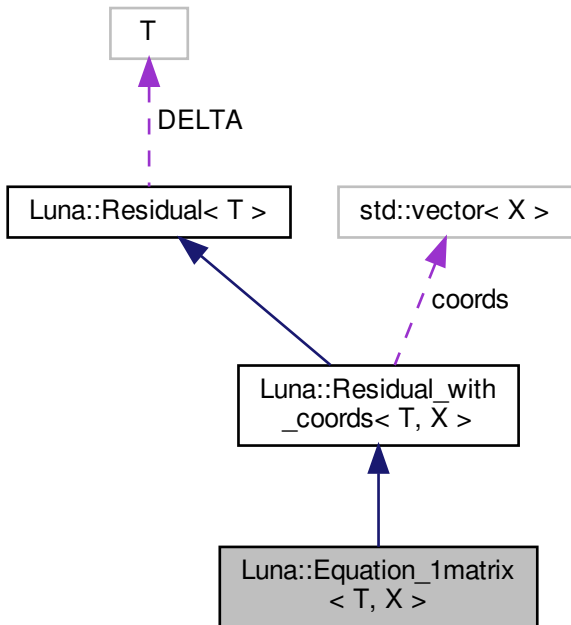 T
DELTA
Luna::Residual< T >
std::vector< X >
coords
Luna::Residual_with
_coords< T, X >
Luna::Equation_1matrix
< T, X >